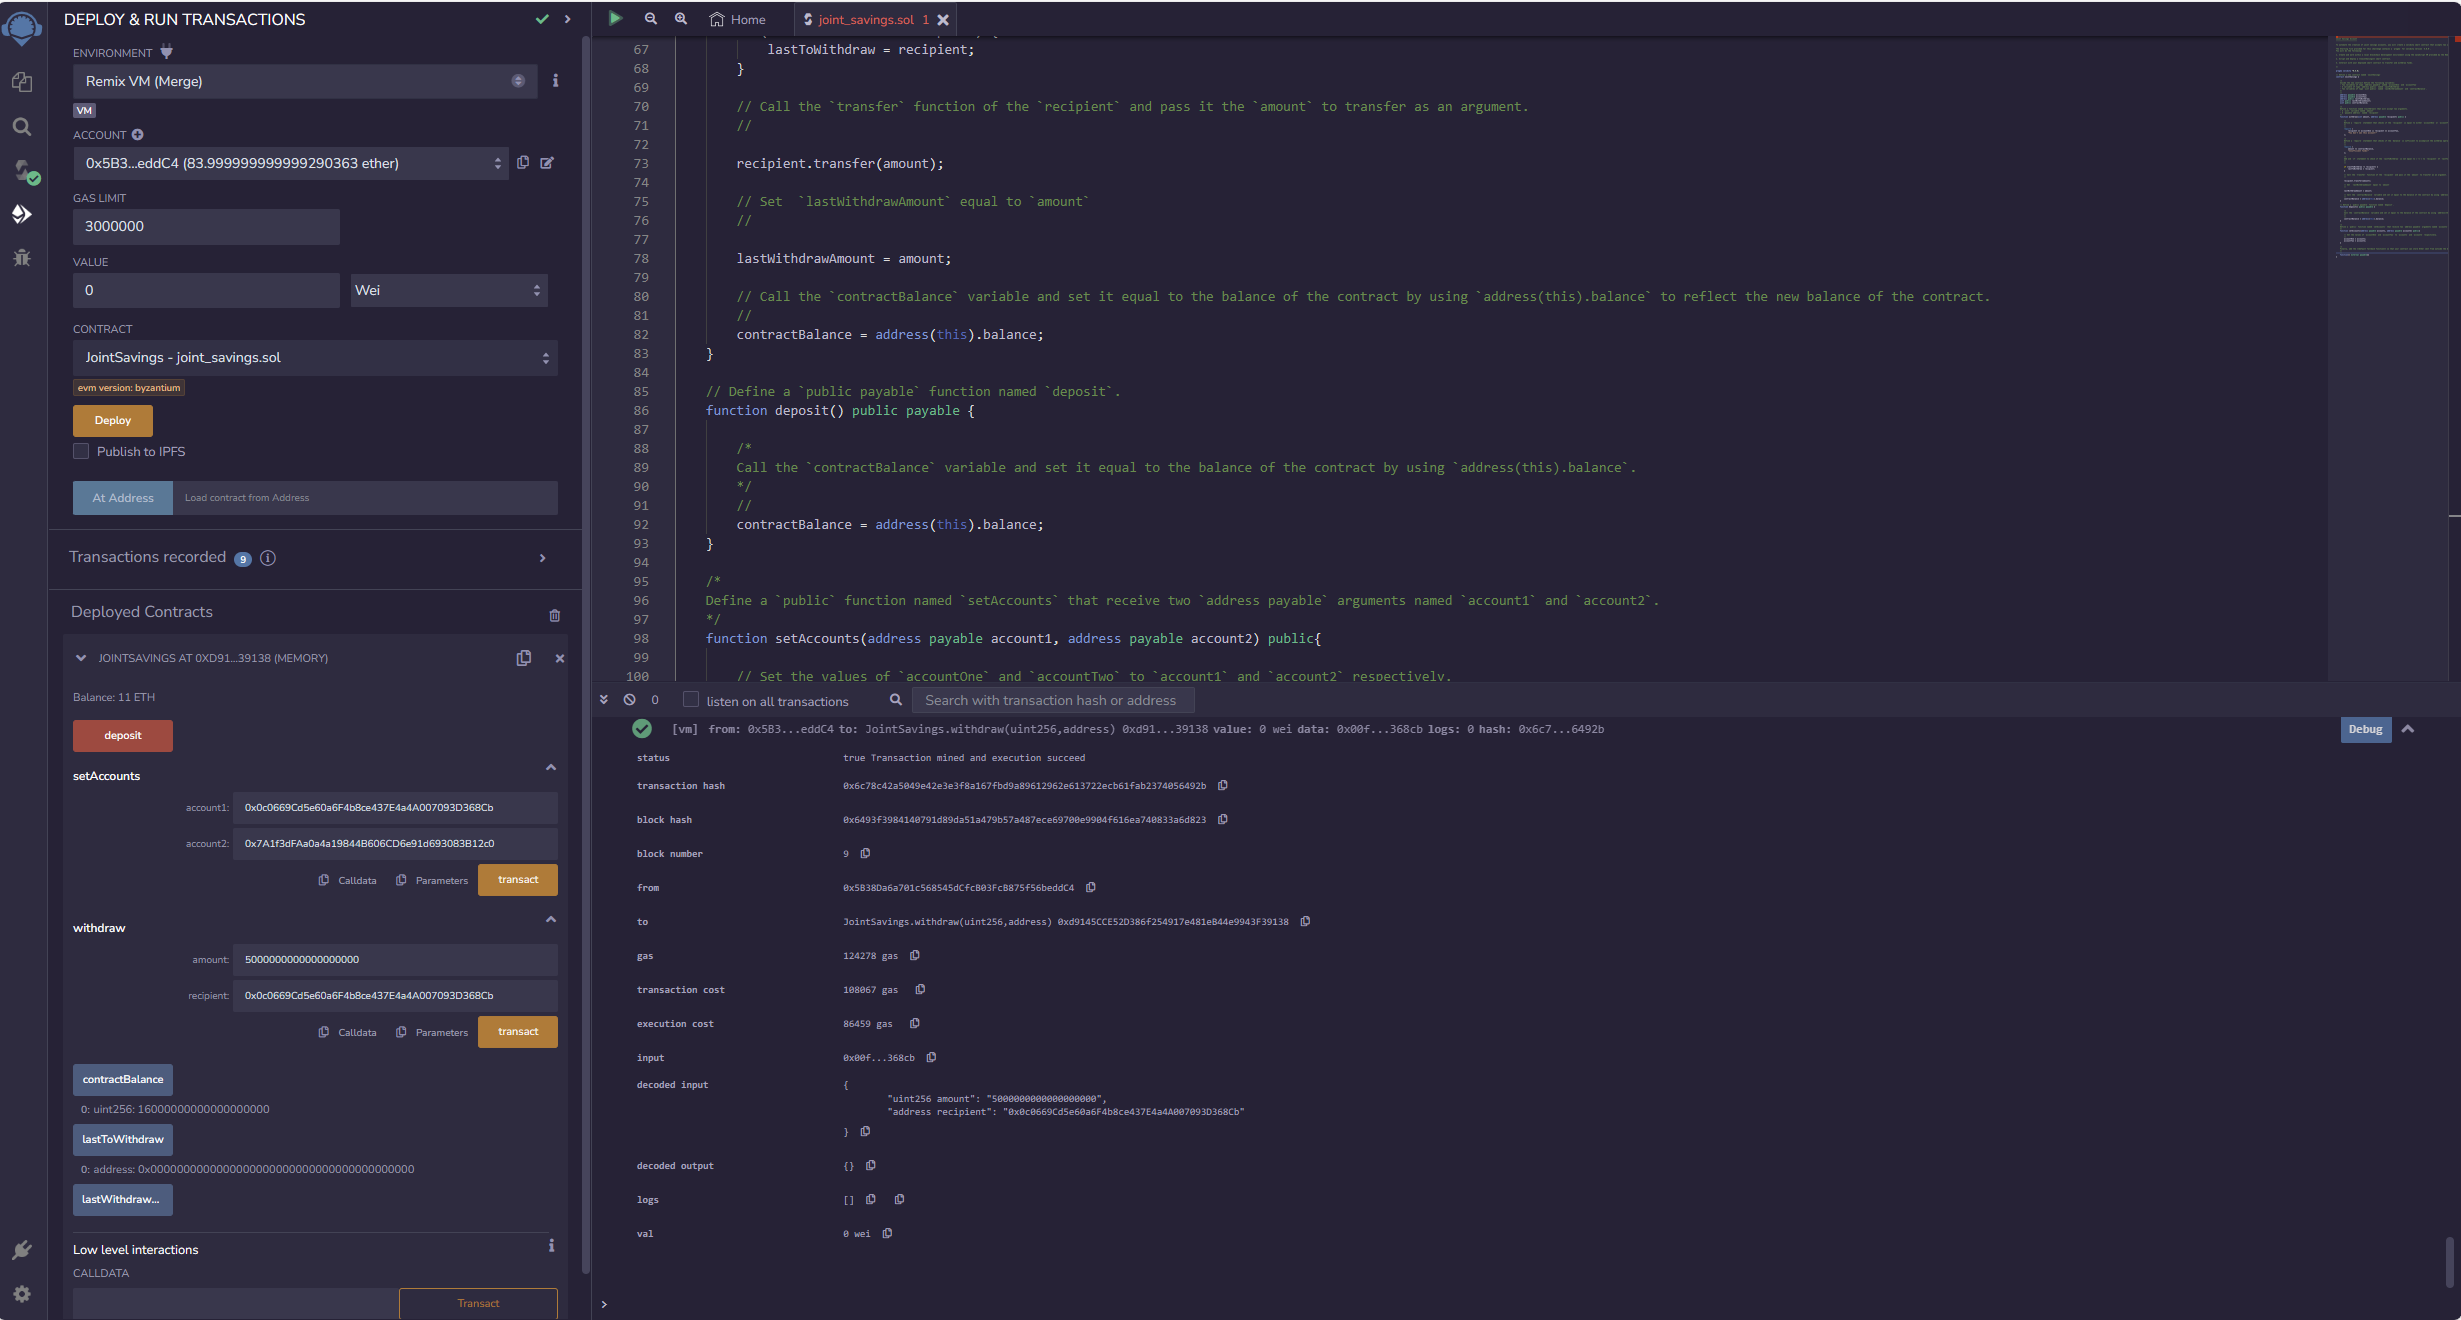 DEPLOY & RUN TRANSACTIONS
ENVIRONMENT
Remix VM (Merge)
VM
ACCOUNT
0x5B3...eddC4 (83.999999999999290363 ether)
GAS LIMIT
3000000
VALUE
0
Wei
CONTRACT
JointSavings - joint_savings.sol
evm version: byzantium
Deploy
Publish to IPFS
At Address
Load contract from Address
Transactions recorded 9
Deployed Contracts
JOINTSAVINGS AT 0XD91...39138 (MEMORY)
Balance: 11 ETH
deposit
setAccounts
account1: 0x0c0669Cd5e60a6F4b8ce437E4a4A007093D368Cb
account2: 0x7A1f3dFAa0a4a19844B606CD6e91d693083B12c0
Calldata Parameters transact
withdraw
amount: 5000000000000000000
recipient: 0x0c0669Cd5e60a6F4b8ce437E4a4A007093D368Cb
Calldata Parameters transact
contractBalance
0: uint256: 16000000000000000000
lastToWithdraw
0: address: 0x0000000000000000000000000000000000000000
lastWithdraw...
Low level interactions
CALLDATA
Transact
Home
joint_savings.sol 1
67 lastToWithdraw = recipient;
68 }
69
70 // Call the `transfer` function of the `recipient` and pass it the `amount` to transfer as an argument.
71 //
72
73 recipient.transfer(amount);
74
75 // Set  `lastWithdrawAmount` equal to `amount`
76 //
77
78 lastWithdrawAmount = amount;
79
80 // Call the `contractBalance` variable and set it equal to the balance of the contract by using `address(this).balance` to reflect the new balance of the contract.
81 //
82 contractBalance = address(this).balance;
83 }
84
85 // Define a `public payable` function named `deposit`.
86 function deposit() public payable {
87
88 /*
89 Call the `contractBalance` variable and set it equal to the balance of the contract by using `address(this).balance`.
90 */
91 //
92 contractBalance = address(this).balance;
93 }
94
95 /*
96 Define a `public` function named `setAccounts` that receive two `address payable` arguments named `account1` and `account2`.
97 */
98 function setAccounts(address payable account1, address payable account2) public{
99
100 // Set the values of `accountOne` and `accountTwo` to `account1` and `account2` respectively.
0 listen on all transactions Search with transaction hash or address
[vm] from: 0x5B3...eddC4 to: JointSavings.withdraw(uint256,address) 0xd91...39138 value: 0 wei data: 0x00f...368cb logs: 0 hash: 0x6c7...6492b
Debug
status true Transaction mined and execution succeed
transaction hash 0x6c78c42a5049e42e3e3f8a167fbd9a89612962e613722ecb61fab2374056492b
block hash 0x6493f3984140791d89da51a479b57a487ece69700e9904f616ea740833a6d823
block number 9
from 0x5B38Da6a701c568545dCfcB03FcB875f56beddC4
to JointSavings.withdraw(uint256,address) 0xd9145CCE52D386f254917e481eB44e9943F39138
gas 124278 gas
transaction cost 108067 gas
execution cost 86459 gas
input 0x00f...368cb
decoded input {
"uint256 amount": "5000000000000000000",
"address recipient": "0x0c0669Cd5e60a6F4b8ce437E4a4A007093D368Cb"
}
decoded output {}
logs []
val 0 wei
>